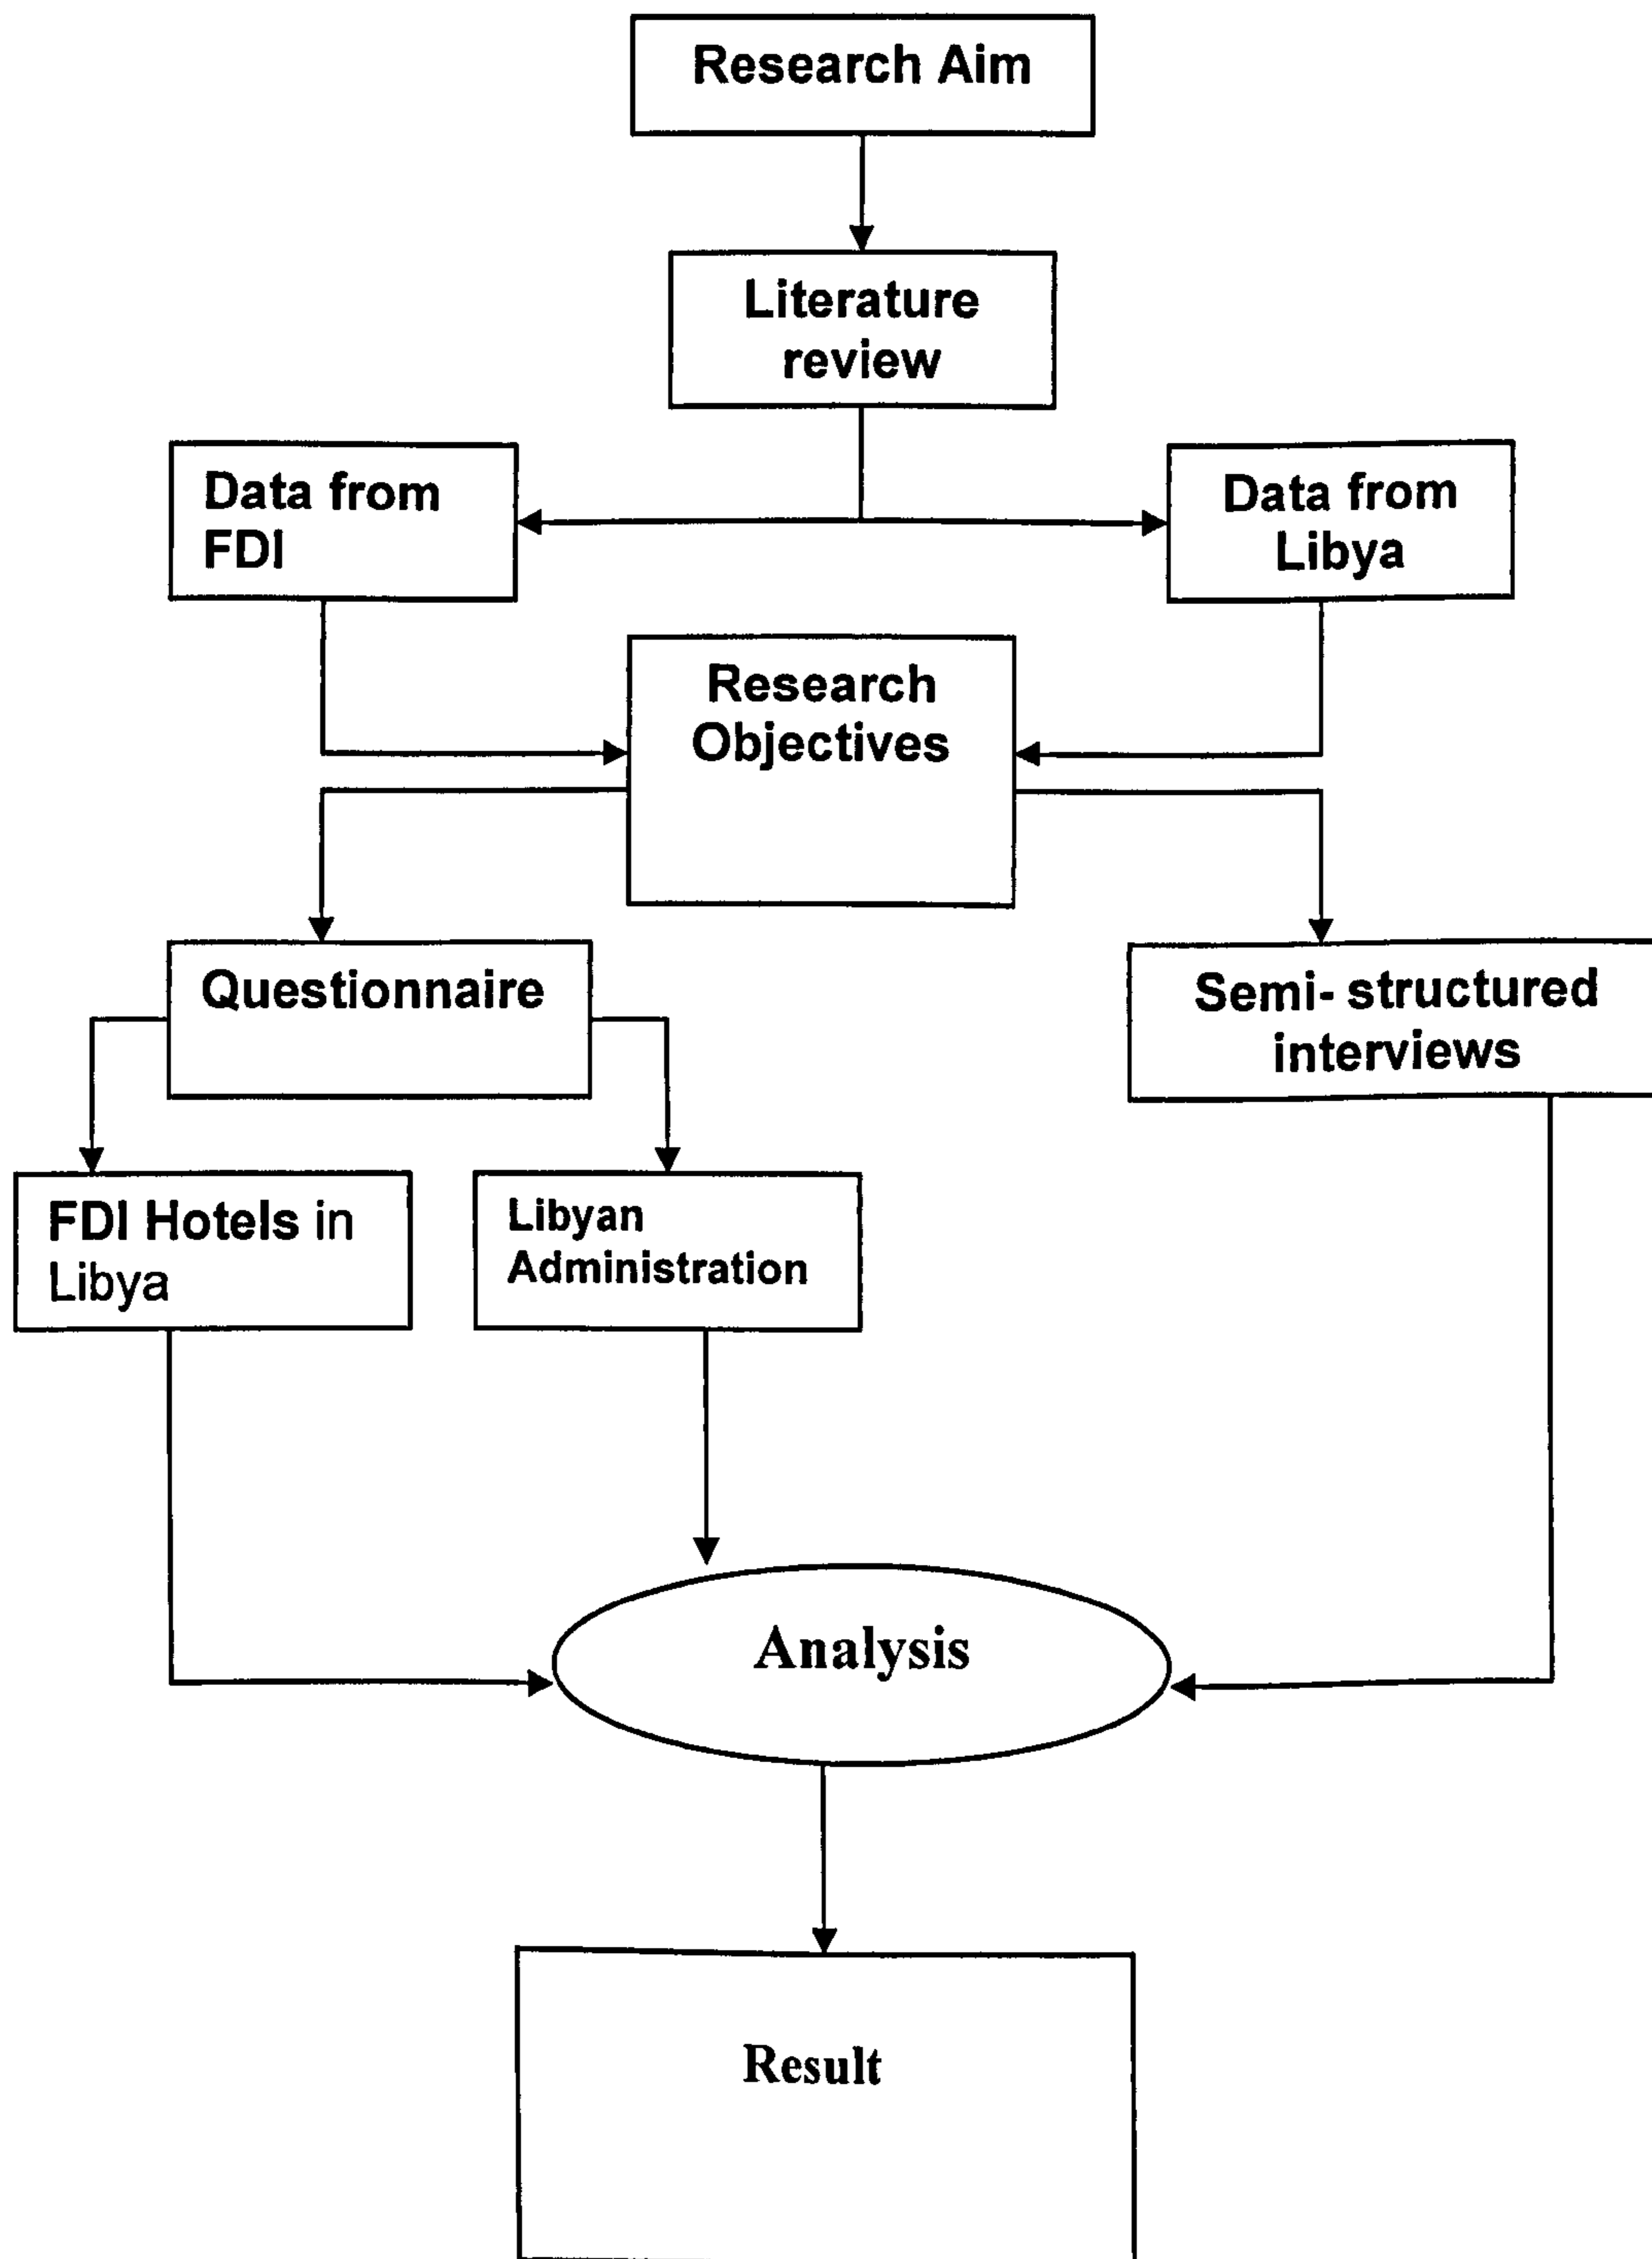 Research Aim
Literature
review
Data from
FDI
Data from
Libya
Research
Objectives
Questionnaire
Semi- structured
interviews
FDI Hotels in
Libya
Libyan
Administration
Analysis
Result